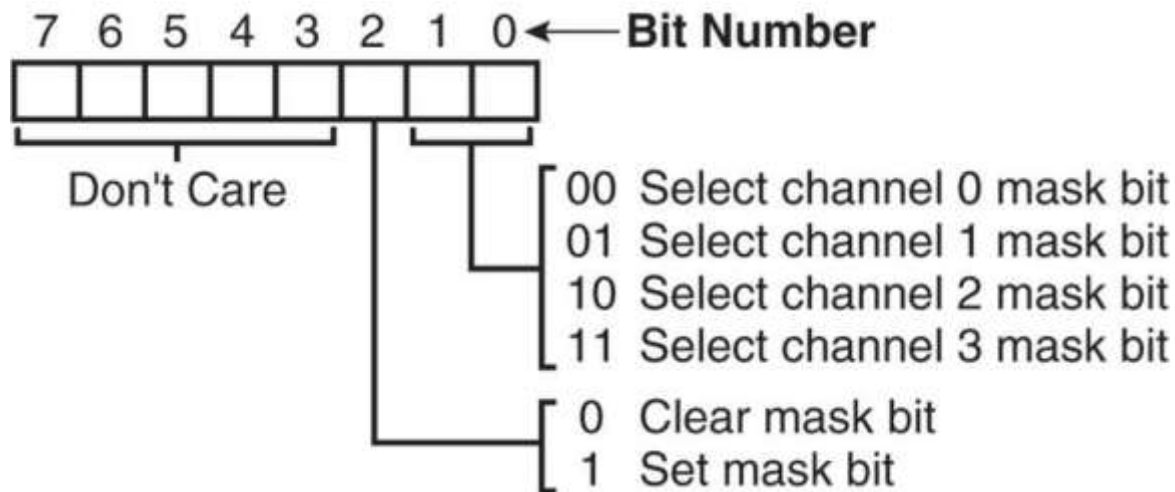 7 6 5 4 3 2 1 0 Bit Number
Don't Care
00 Select channel 0 mask bit
01 Select channel 1 mask bit
10 Select channel 2 mask bit
11 Select channel 3 mask bit
0 Clear mask bit
1 Set mask bit